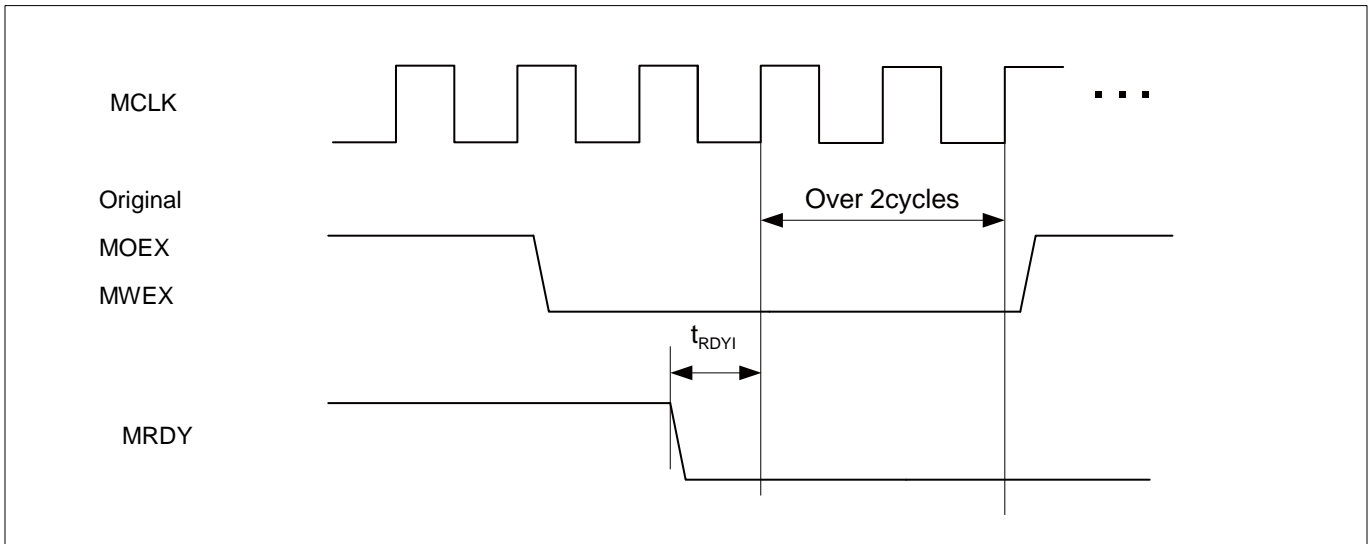 MCLK
Original
Over 2cycles
MOEX
MWEX
tRDYI
MRDY